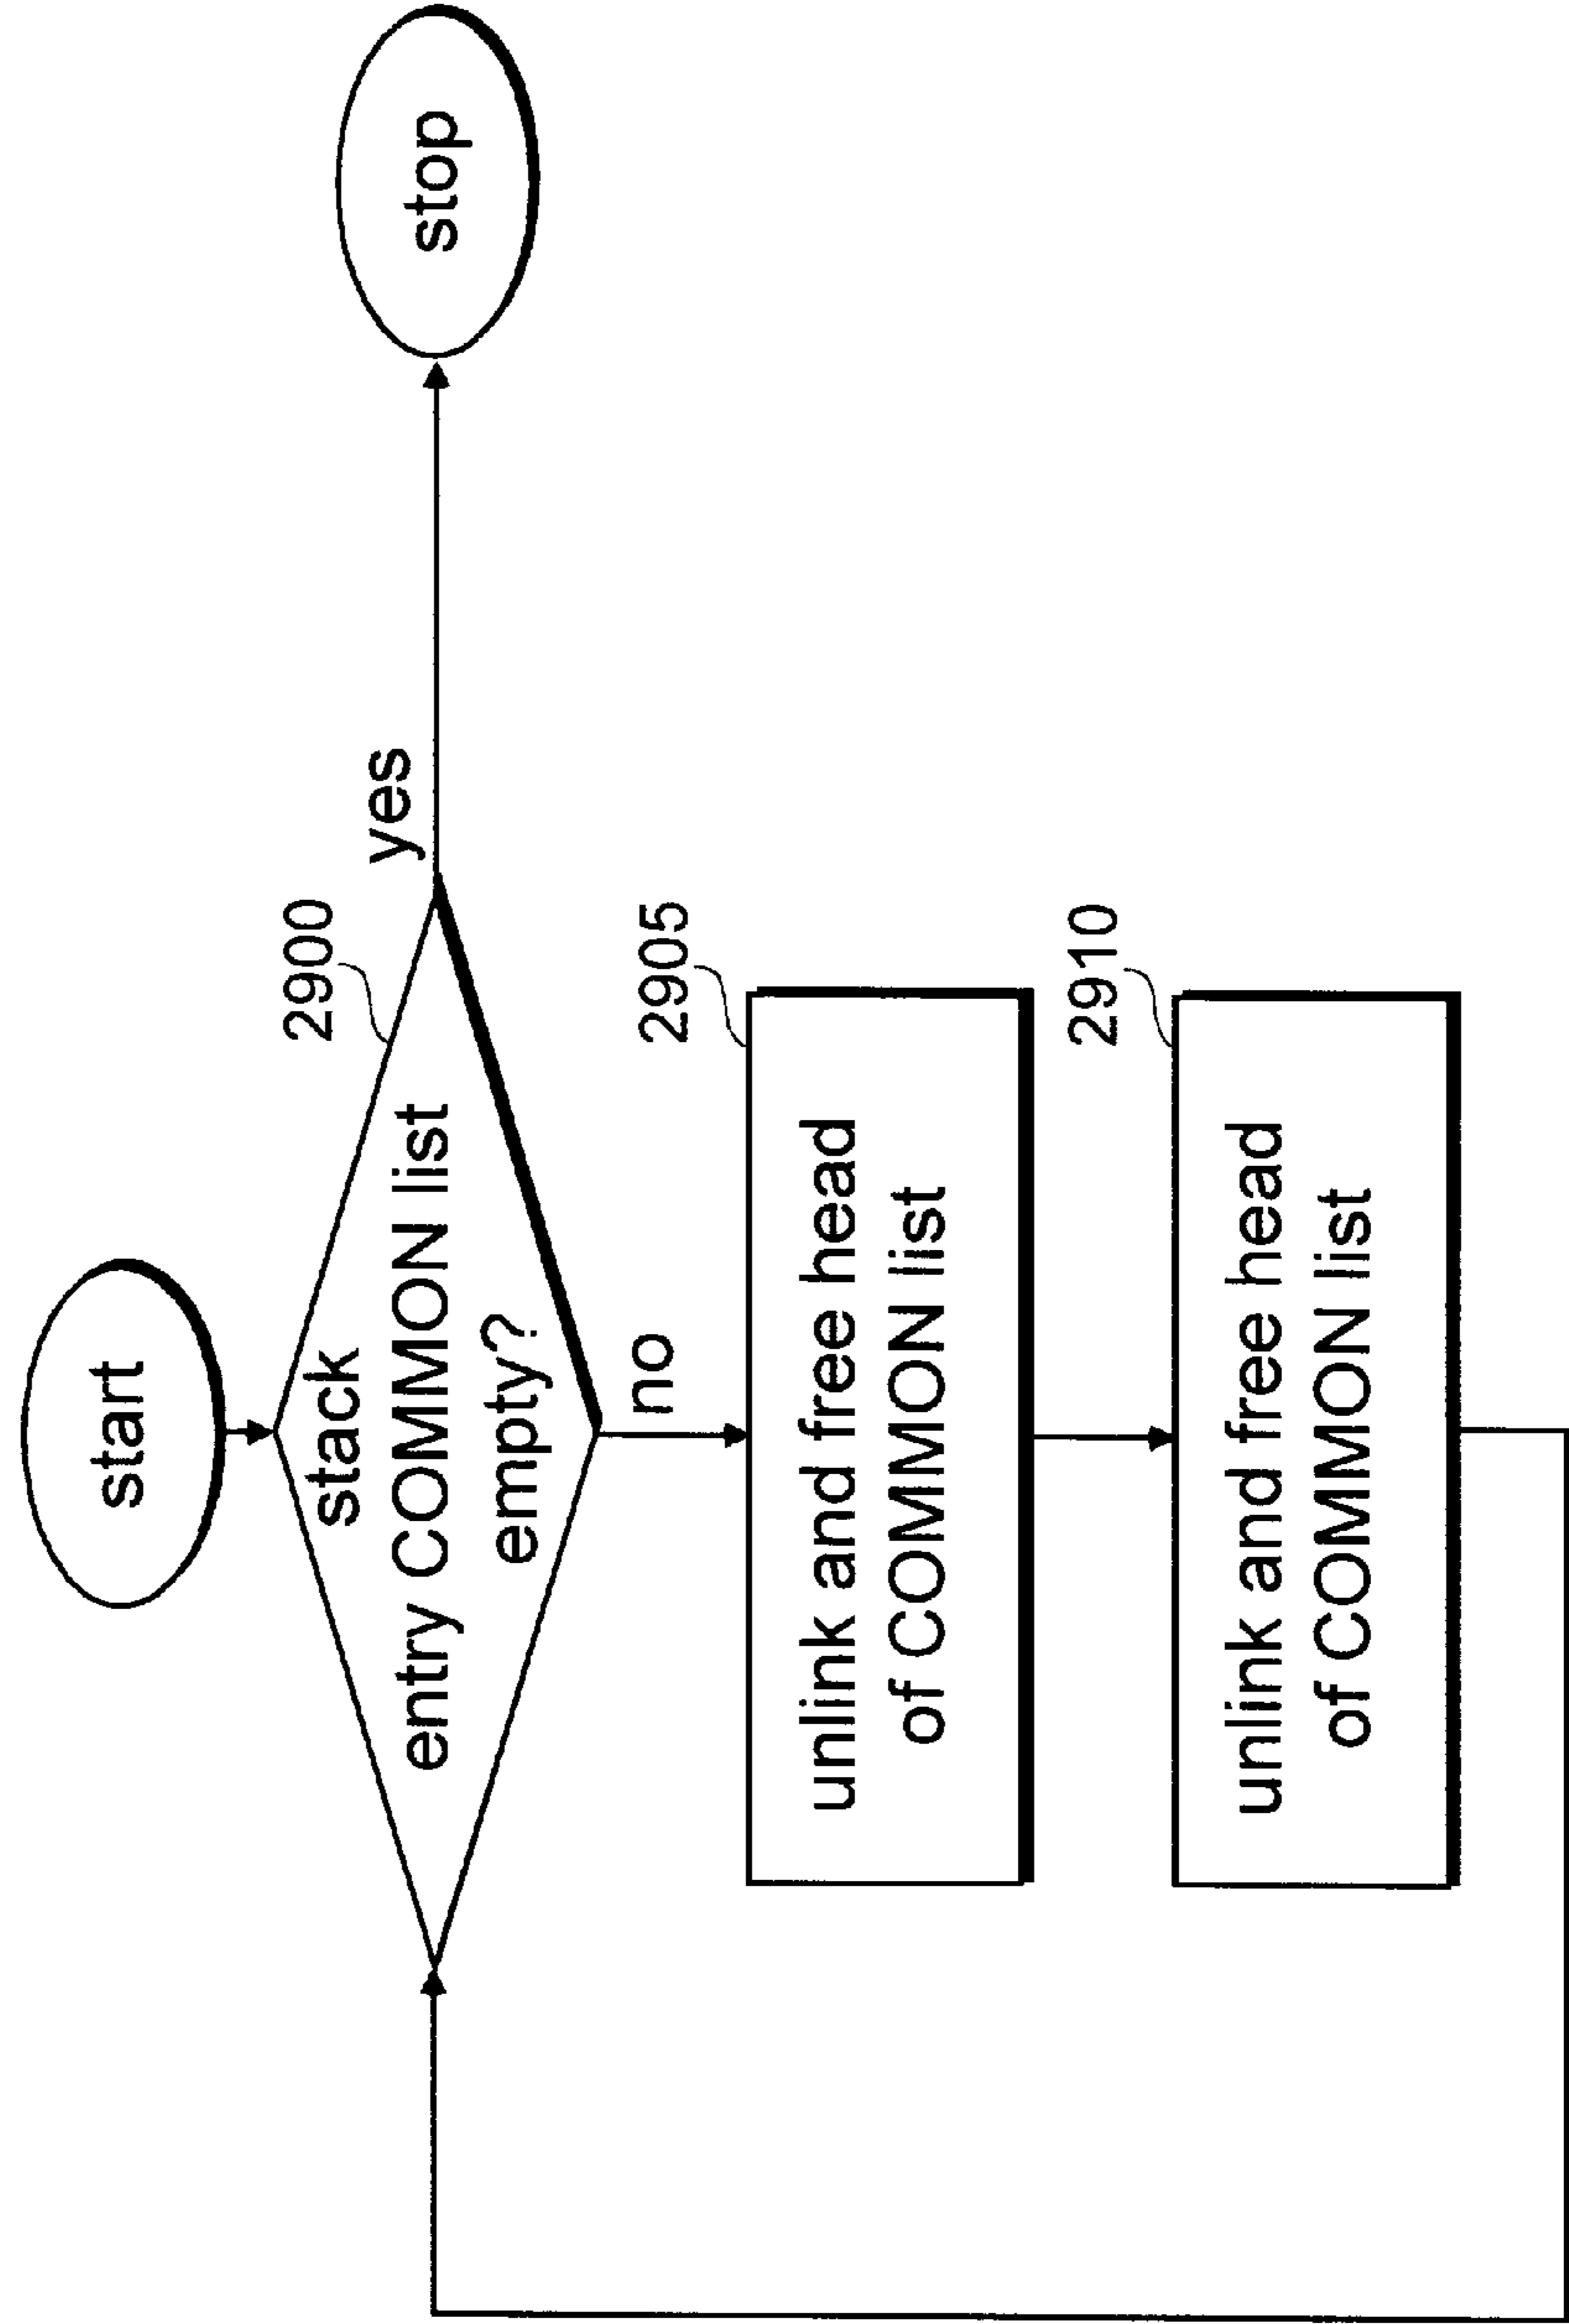 start
2900
stack
entry COMMON list
empty?
yes
stop
no
2905
unlink and free head
of COMMON list
2910
unlink and free head
of COMMON list